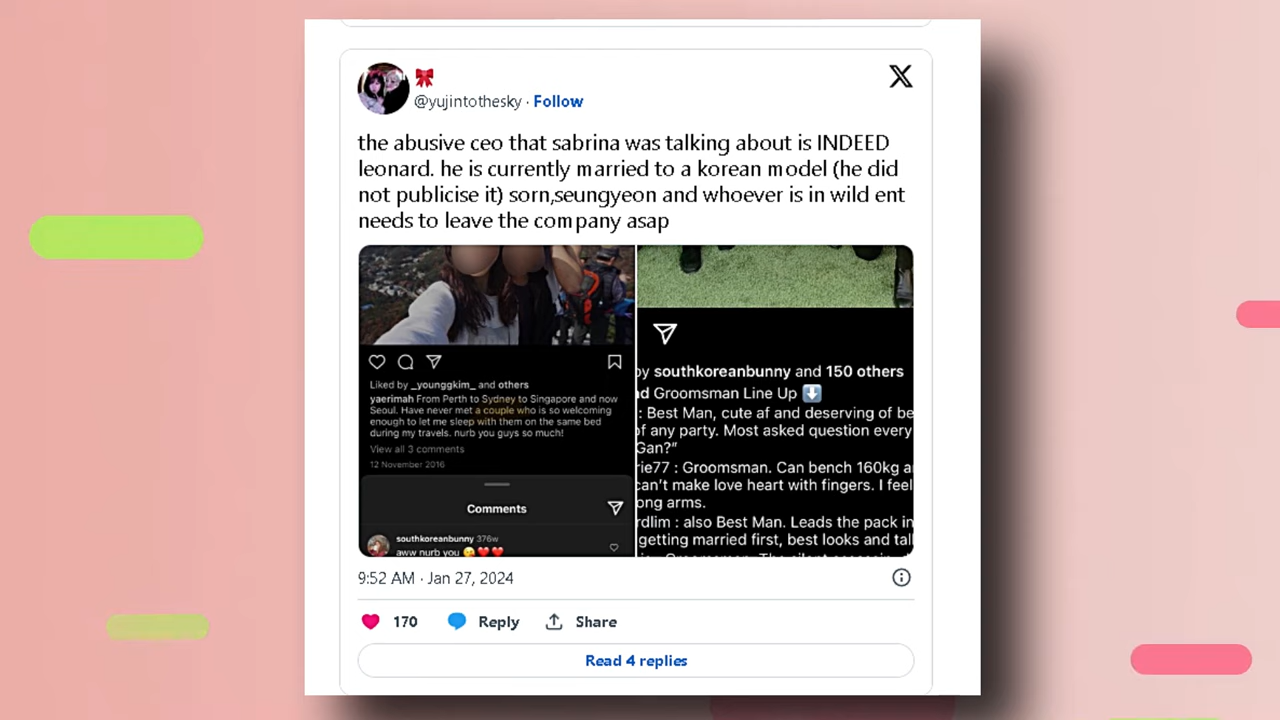 @yujintothesky · Follow
the abusive ceo that sabrina was talking about is INDEED
leonard. he is currently married to a korean model (he did
not publicise it) sorn,seungyeon and whoever is in wild ent
needs to leave the company asap
Liked by _younggkim_ and others
yaerimah From Perth to Sydney to Singapore and now
Seoul. Have never met a couple who is so welcoming
enough to let me sleep with them on the same bed
during my travels. nurb you guys so much!
View all 3 comments
12 November 2016
Comments
southkoreanbunny 376w
aww nurb you 😘❤️❤️
by southkoreanbunny and 150 others
nd Groomsman Line Up ⬇️
: Best Man, cute af and deserving of be
of any party. Most asked question every
Gan?"
rie77 : Groomsman. Can bench 160kg a
can't make love heart with fingers. I feel
ong arms.
rdlim : also Best Man. Leads the pack in
getting married first, best looks and tal
9:52 AM · Jan 27, 2024
170 Reply Share
Read 4 replies